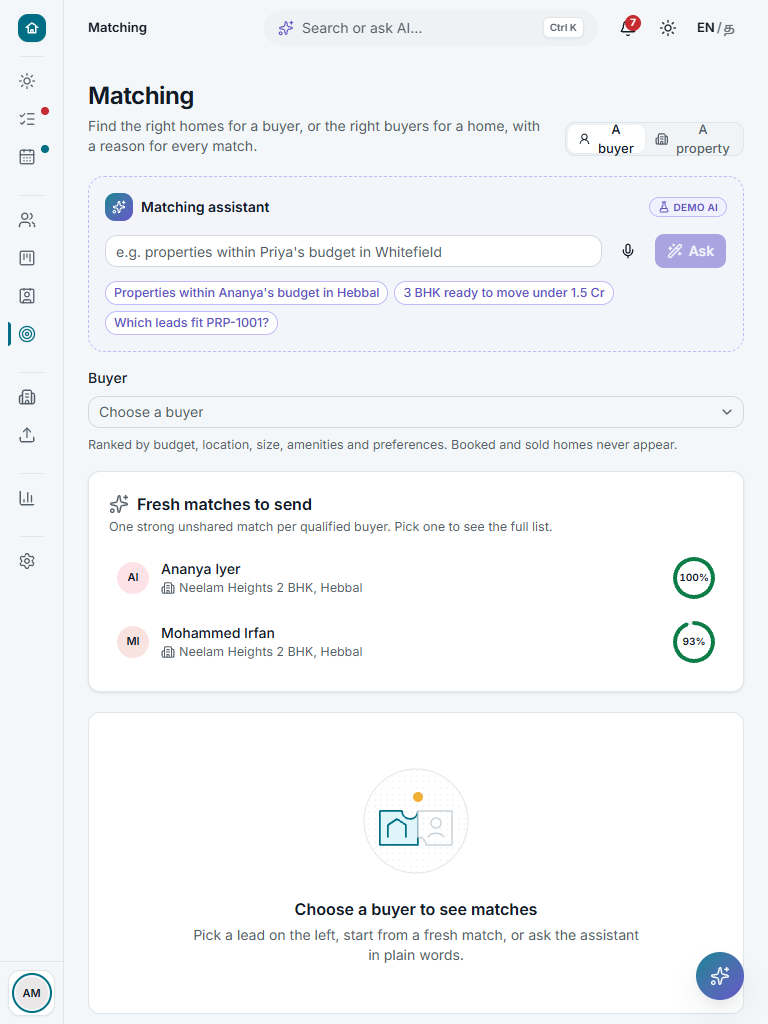 Matching
Search or ask AI...
Ctrl K
7
EN / த
Matching
Find the right homes for a buyer, or the right buyers for a home, with
a reason for every match.
A
buyer
A
property
Matching assistant
DEMO AI
e.g. properties within Priya's budget in Whitefield
Ask
Properties within Ananya's budget in Hebbal
3 BHK ready to move under 1.5 Cr
Which leads fit PRP-1001?
Buyer
Choose a buyer
Ranked by budget, location, size, amenities and preferences. Booked and sold homes never appear.
Fresh matches to send
One strong unshared match per qualified buyer. Pick one to see the full list.
AI
Ananya Iyer
Neelam Heights 2 BHK, Hebbal
100%
MI
Mohammed Irfan
Neelam Heights 2 BHK, Hebbal
93%
Choose a buyer to see matches
Pick a lead on the left, start from a fresh match, or ask the assistant
in plain words.
AM